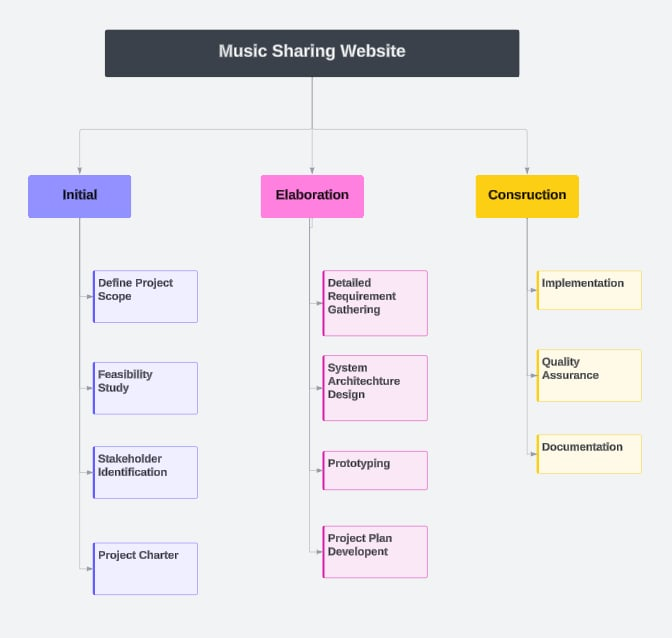 Music Sharing Website
Initial
Elaboration
Consruction
Define Project
Scope
Feasibility
Study
Stakeholder
Identification
Project Charter
Detailed
Requirement
Gathering
System
Architechture
Design
Prototyping
Project Plan
Developent
Implementation
Quality
Assurance
Documentation